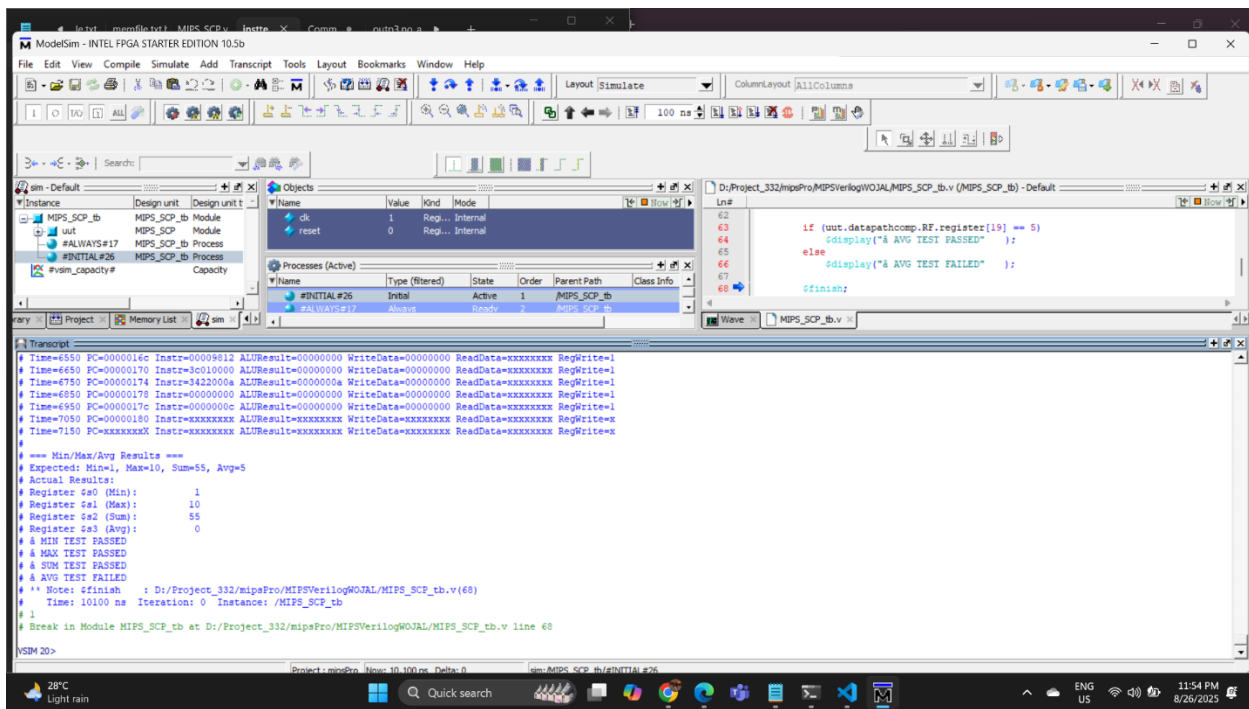 le.txt memfile.txt MIPS_SCP.v instte Comm outp3.no a
ModelSim - INTEL FPGA STARTER EDITION 10.5b
File Edit View Compile Simulate Add Transcript Tools Layout Bookmarks Window Help
Layout Simulate ColumnLayout AllColumns
100 ns
Search:
sim - Default
Instance Design unit Design unit t
MIPS_SCP_tb MIPS_SCP_tb Module
uut MIPS_SCP Module
#ALWAYS#17 MIPS_SCP_tb Process
#INITIAL#26 MIPS_SCP_tb Process
#vsim_capacity# Capacity
rary Project Memory List sim
Objects
Name Value Kind Mode Now
clk 1 Regi... Internal
reset 0 Regi... Internal
Processes (Active)
Name Type (filtered) State Order Parent Path Class Info
#INITIAL#26 Initial Active 1 /MIPS_SCP_tb
#ALWAYS#17 Always Ready 2 /MIPS_SCP_tb
D:/Project_332/mipsPro/MIPSVerilogWOJAL/MIPS_SCP_tb.v (/MIPS_SCP_tb) - Default
Ln# Now
62
63 if (uut.datapathcomp.RF.register[19] == 5)
64 $display("â AVG TEST PASSED" );
65 else
66 $display("â AVG TEST FAILED" );
67
68 $finish;
Wave MIPS_SCP_tb.v
Transcript
# Time=6550 PC=0000016c Instr=00009812 ALUResult=00000000 WriteData=00000000 ReadData=xxxxxxxx RegWrite=1
# Time=6650 PC=00000170 Instr=3c010000 ALUResult=00000000 WriteData=00000000 ReadData=xxxxxxxx RegWrite=1
# Time=6750 PC=00000174 Instr=3422000a ALUResult=0000000a WriteData=00000000 ReadData=xxxxxxxx RegWrite=1
# Time=6850 PC=00000178 Instr=00000000 ALUResult=00000000 WriteData=00000000 ReadData=xxxxxxxx RegWrite=1
# Time=6950 PC=0000017c Instr=0000000c ALUResult=00000000 WriteData=00000000 ReadData=xxxxxxxx RegWrite=1
# Time=7050 PC=00000180 Instr=xxxxxxxx ALUResult=xxxxxxxx WriteData=xxxxxxxx ReadData=xxxxxxxx RegWrite=x
# Time=7150 PC=xxxxxxxX Instr=xxxxxxxx ALUResult=xxxxxxxx WriteData=xxxxxxxx ReadData=xxxxxxxx RegWrite=x
#
# === Min/Max/Avg Results ===
# Expected: Min=1, Max=10, Sum=55, Avg=5
# Actual Results:
# Register $s0 (Min): 1
# Register $s1 (Max): 10
# Register $s2 (Sum): 55
# Register $s3 (Avg): 0
# â MIN TEST PASSED
# â MAX TEST PASSED
# â SUM TEST PASSED
# â AVG TEST FAILED
# ** Note: $finish : D:/Project_332/mipsPro/MIPSVerilogWOJAL/MIPS_SCP_tb.v(68)
# Time: 10100 ns Iteration: 0 Instance: /MIPS_SCP_tb
# 1
# Break in Module MIPS_SCP_tb at D:/Project_332/mipsPro/MIPSVerilogWOJAL/MIPS_SCP_tb.v line 68
VSIM 20>
Project : mipsPro Now: 10,100 ns Delta: 0 sim:/MIPS_SCP_tb/#INITIAL#26
28°C
Light rain
Quick search
ENG
US
11:54 PM
8/26/2025